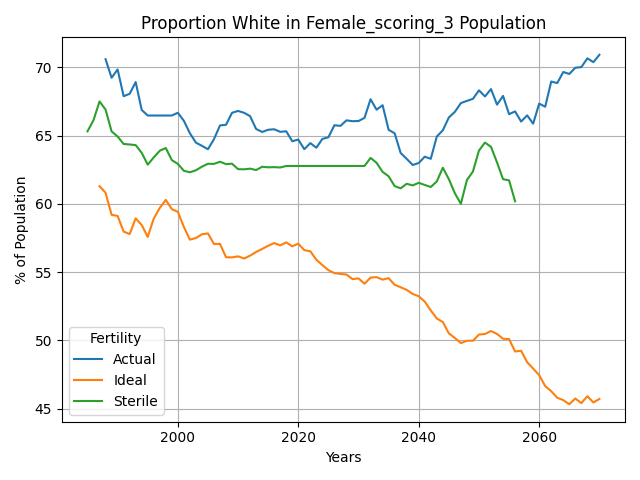 Proportion White in Female_scoring_3 Population
% of Population
70
65
60
55
50
45
Fertility
Actual
Ideal
Sterile
2000
2020
2040
2060
Years